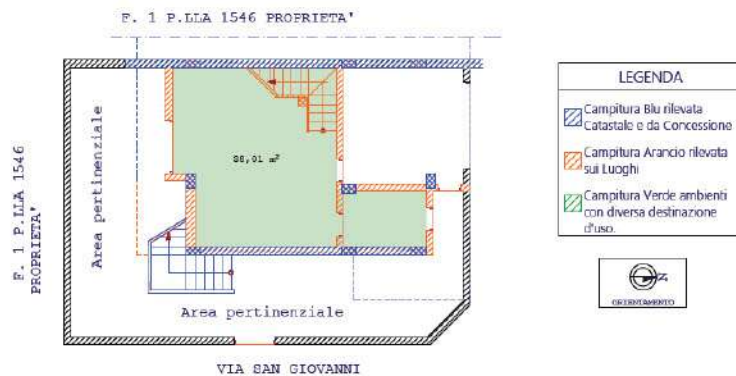 F. 1 P.LLA 1546 PROPRIETA'
LEGENDA
Campitura Blu rilevata
Catastale e da Concessione
Campitura Arancio rilevata
sui Luoghi
Campitura Verde ambienti
con diversa destinazione
d'uso.
Area pertinenziale
88,01 m²
F. 1 P.LLA 1546
PROPRIETA'
Area pertinenziale
ORIENTAMENTO
VIA SAN GIOVANNI